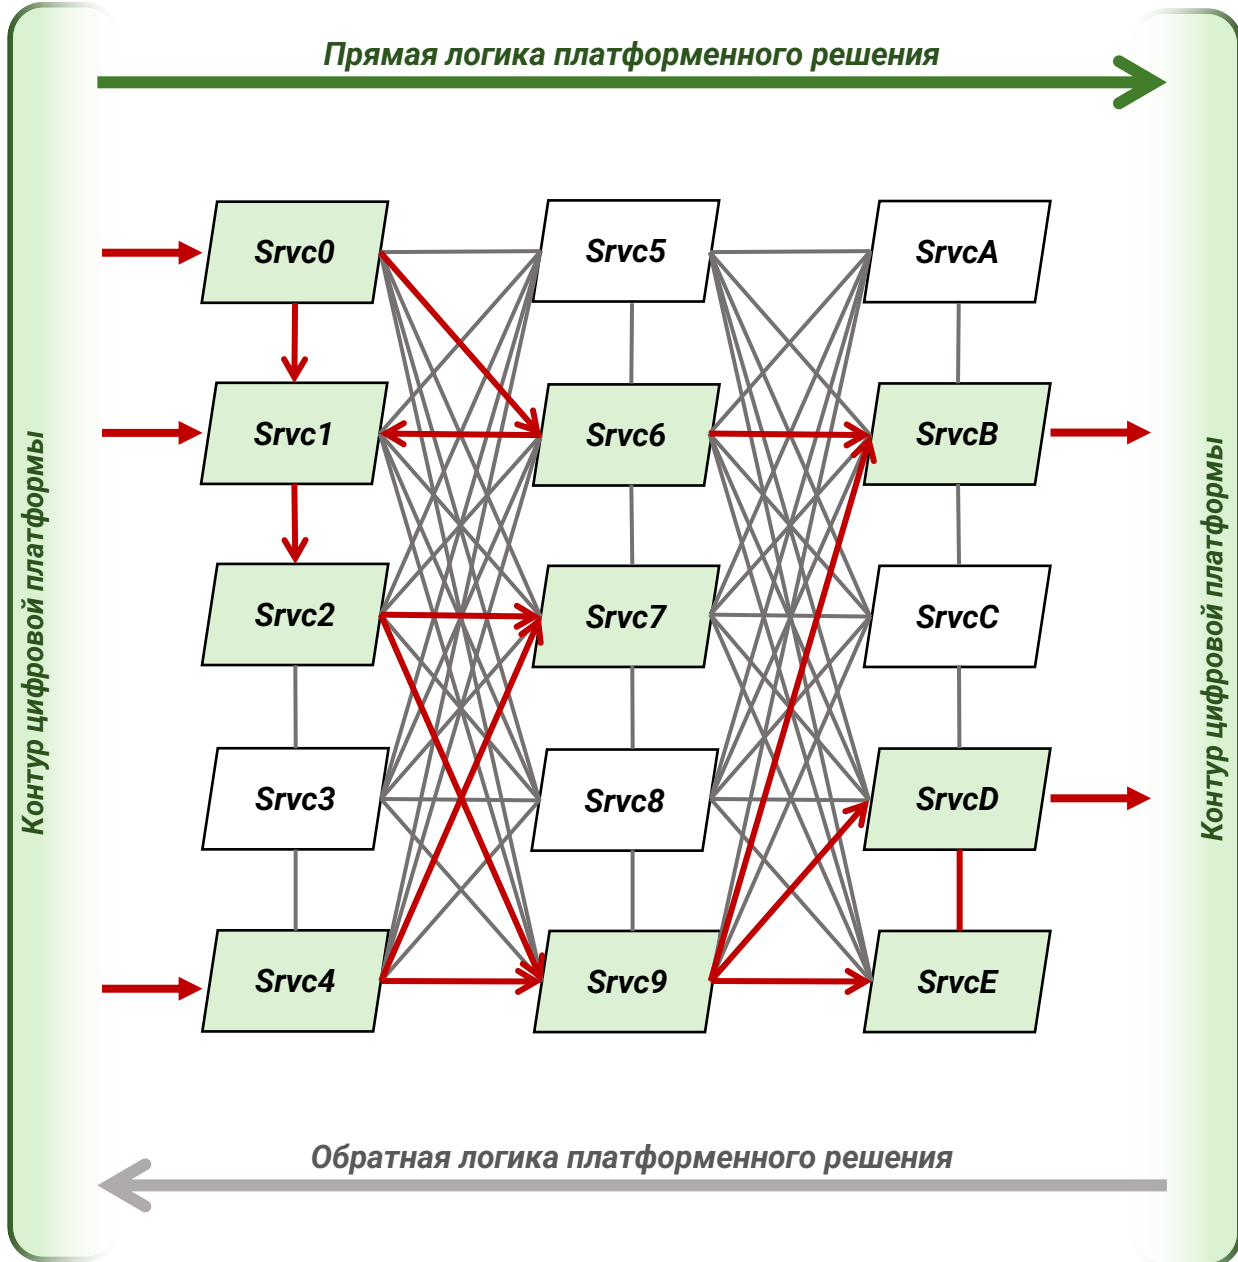 Прямая логика платформенного решения
Контур цифровой платформы
Srvc0
Srvc5
SrvcA
Srvc1
Srvc6
SrvcB
Srvc2
Srvc7
SrvcC
Srvc3
Srvc8
SrvcD
Srvc4
Srvc9
SrvcE
Контур цифровой платформы
Обратная логика платформенного решения